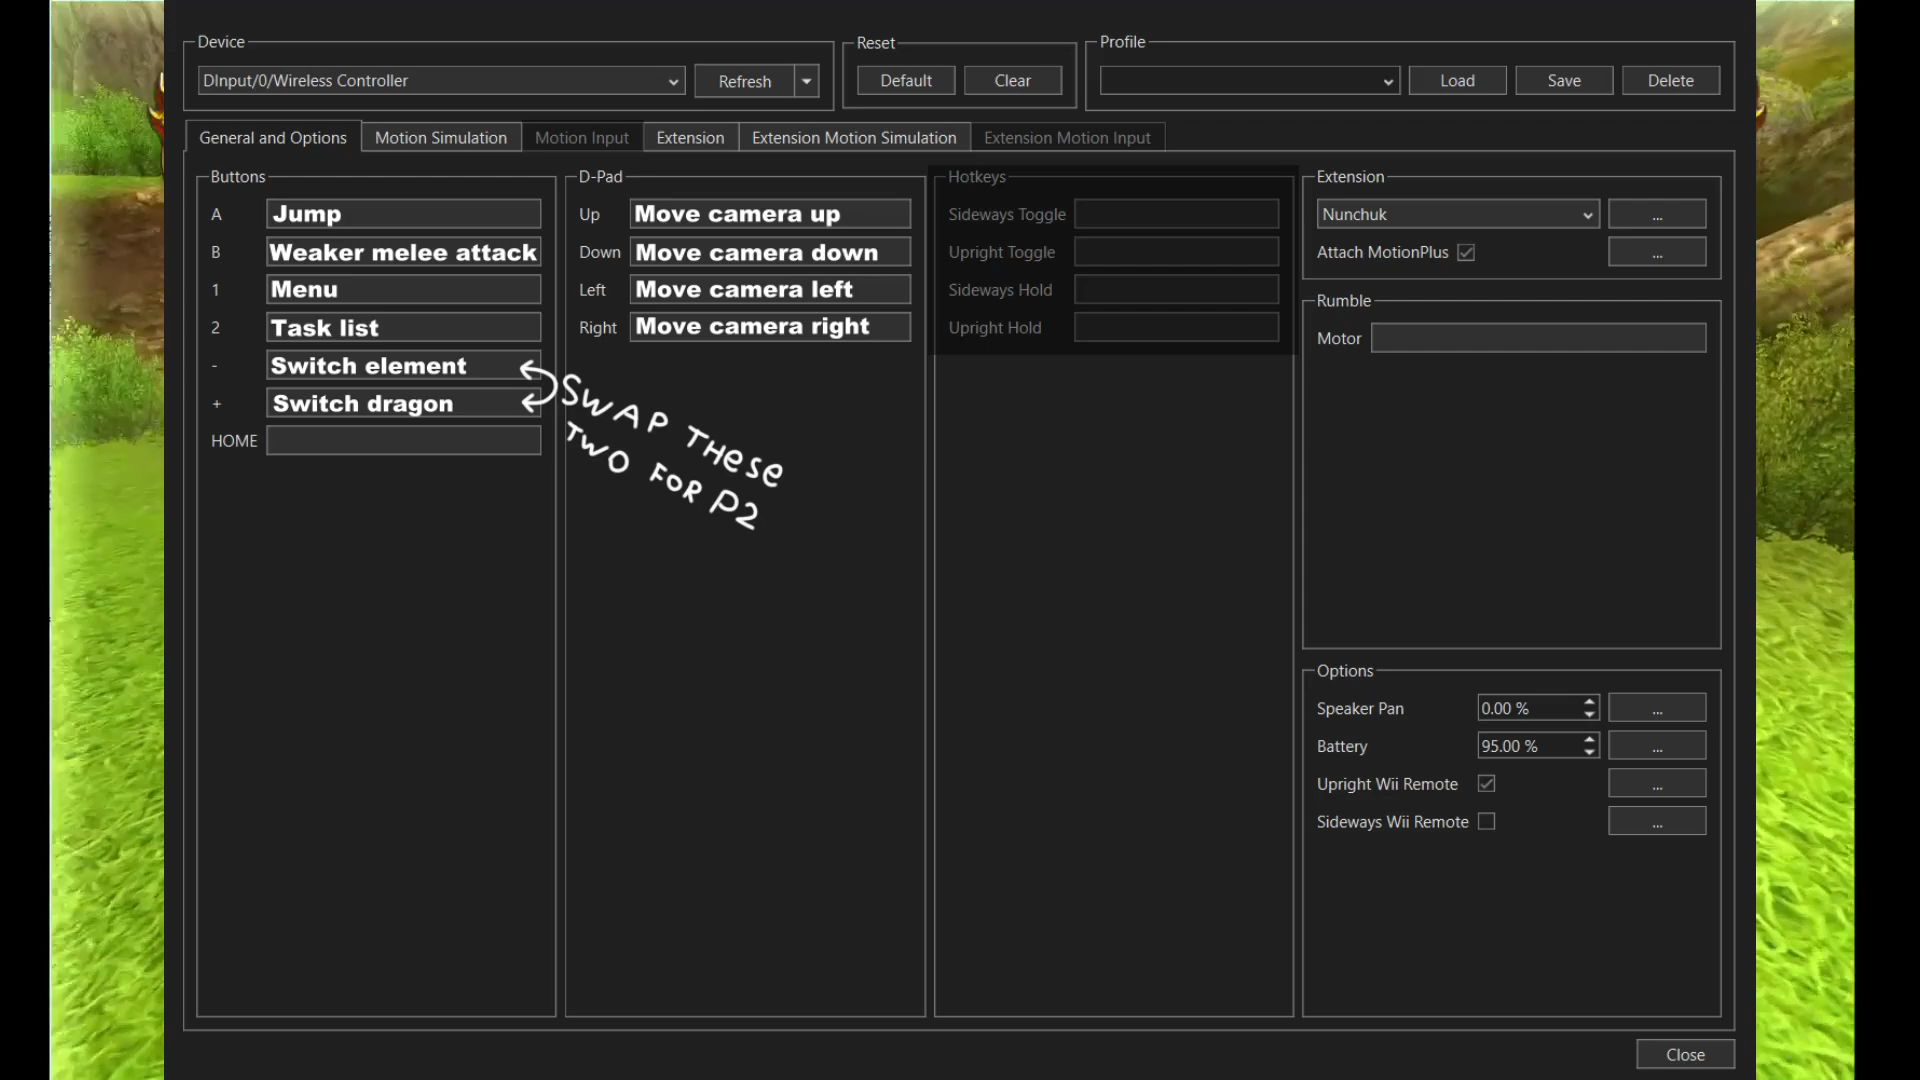 Device
DInput/0/Wireless Controller
Refresh
Reset
Default
Clear
Profile
Load
Save
Delete
General and Options
Motion Simulation
Motion Input
Extension
Extension Motion Simulation
Extension Motion Input
Buttons
A Jump
B Weaker melee attack
1 Menu
2 Task list
- Switch element
+ Switch dragon
HOME
SWAP THESE
TWO FOR P2
D-Pad
Up Move camera up
Down Move camera down
Left Move camera left
Right Move camera right
Hotkeys
Sideways Toggle
Upright Toggle
Sideways Hold
Upright Hold
Extension
Nunchuk ...
Attach MotionPlus ...
Rumble
Motor
Options
Speaker Pan 0.00 % ...
Battery 95.00 % ...
Upright Wii Remote ...
Sideways Wii Remote ...
Close